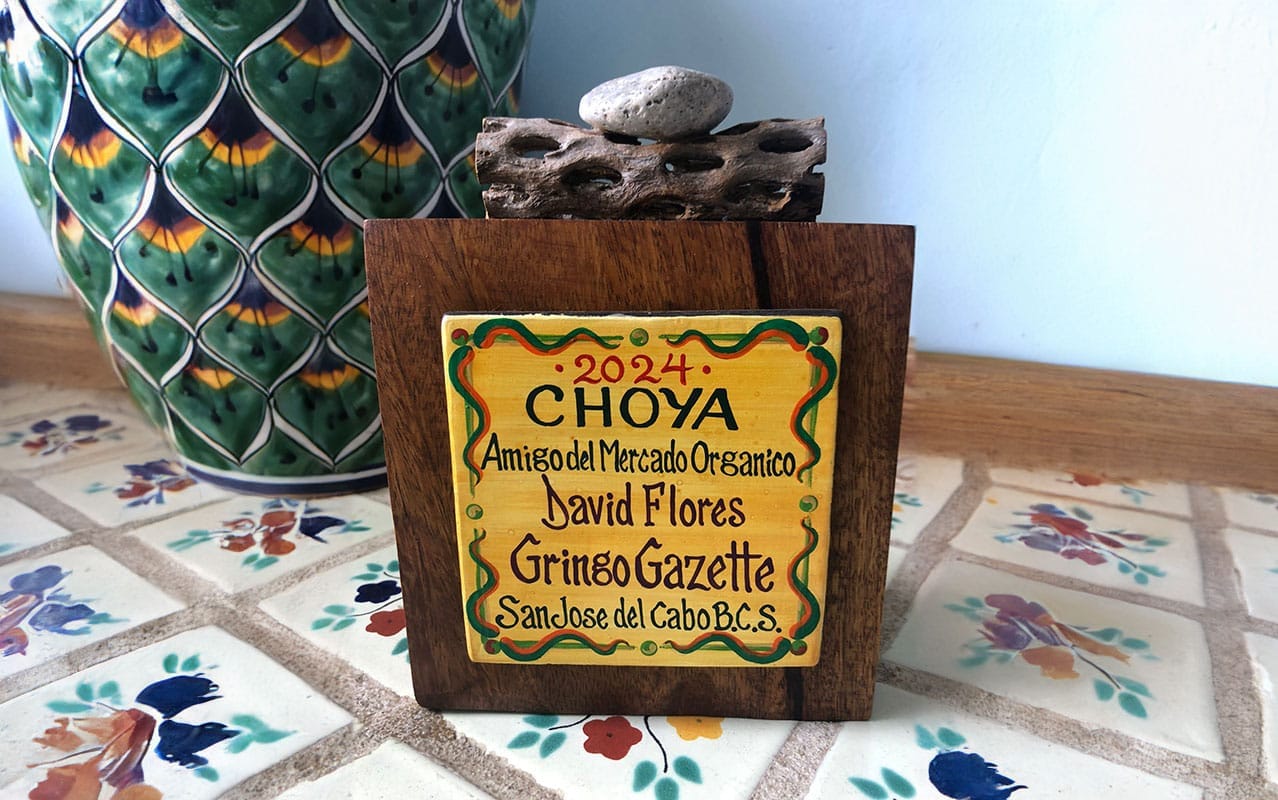 ·2024·
CHOYA
Amigo del Mercado Organico
David Flores
Gringo Gazette
San Jose del Cabo B.C.S.